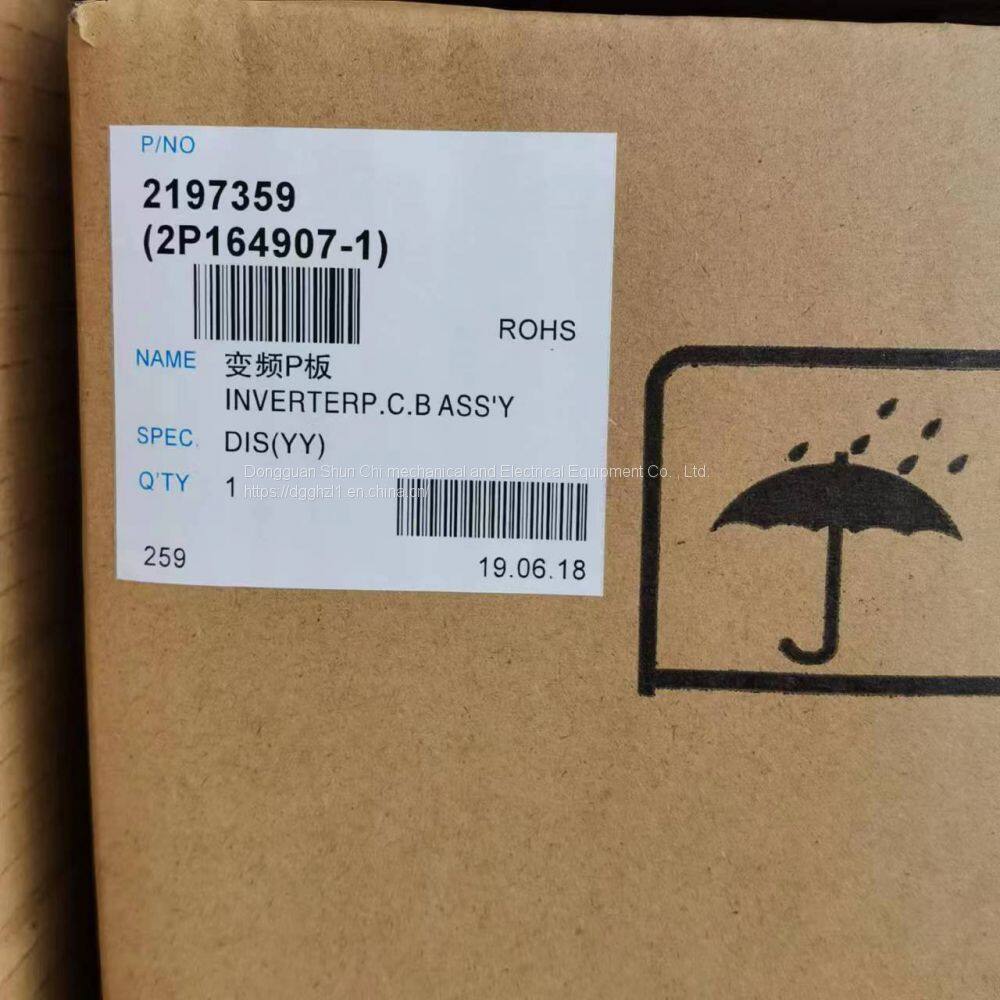 P/NO
2197359
(2P164907-1)
ROHS
NAME 变频P板
INVERTERP.C.B ASS'Y
SPEC. DIS(YY)
Dongguan Shun Chi mechanical and Electrical Equipment Co., Ltd.
Q'TY 1
https://dgghzl1.en.china.cn/
259
19.06.18